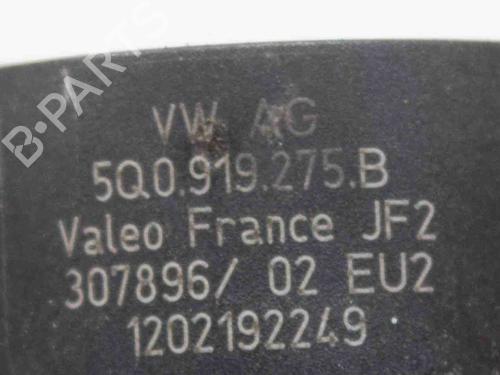 VW AG
5Q0.919.275.B
Valeo France JF2
307896/ 02 EU2
1202192249
B-PARTS